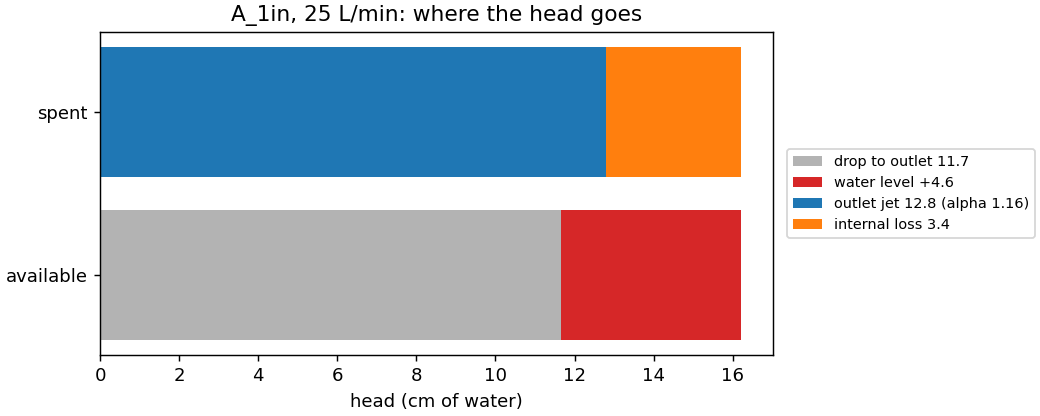 A_1in, 25 L/min: where the head goes
spent
available
0 2 4 6 8 10 12 14 16
head (cm of water)
drop to outlet 11.7
water level +4.6
outlet jet 12.8 (alpha 1.16)
internal loss 3.4